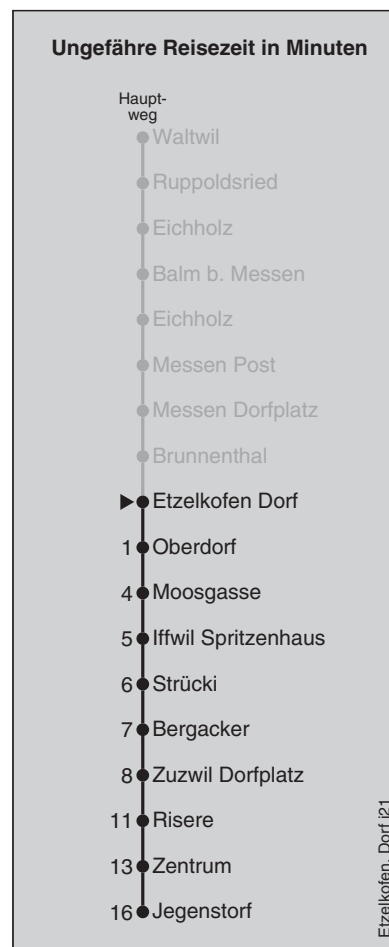 Ungefähre Reisezeit in Minuten
Haupt-
weg
Waltwil
Ruppoldsried
Eichholz
Balm b. Messen
Eichholz
Messen Post
Messen Dorfplatz
Brunnenthal
Etzelkofen Dorf
1 Oberdorf
4 Moosgasse
5 Iffwil Spritzenhaus
6 Strücki
7 Bergacker
8 Zuzwil Dorfplatz
11 Risere
13 Zentrum
16 Jegenstorf
Etzelkofen, Dorf j21